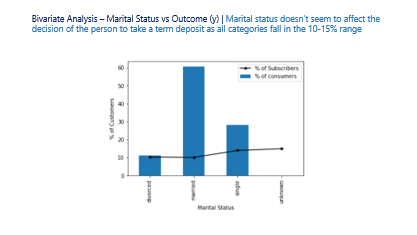 Bivariate Analysis – Marital Status vs Outcome (y) | Marital status doesn't seem to affect the
decision of the person to take a term deposit as all categories fall in the 10-15% range
% of Subscribers
% of consumers
60
50
40
30
20
10
0
% of Customers
divorced
married
single
unknown
Marital Status